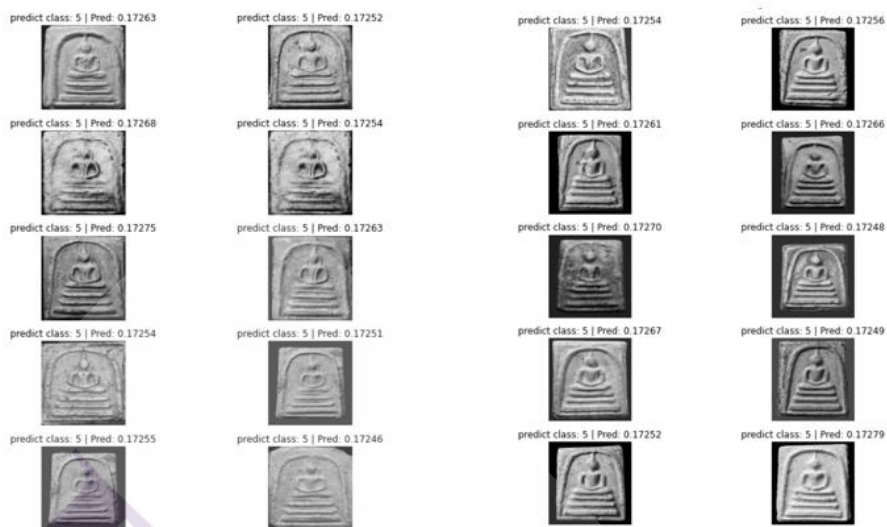 predict class: 5 | Pred: 0.17263
predict class: 5 | Pred: 0.17252
predict class: 5 | Pred: 0.17254
predict class: 5 | Pred: 0.17256
predict class: 5 | Pred: 0.17268
predict class: 5 | Pred: 0.17254
predict class: 5 | Pred: 0.17261
predict class: 5 | Pred: 0.17266
predict class: 5 | Pred: 0.17275
predict class: 5 | Pred: 0.17263
predict class: 5 | Pred: 0.17270
predict class: 5 | Pred: 0.17248
predict class: 5 | Pred: 0.17254
predict class: 5 | Pred: 0.17251
predict class: 5 | Pred: 0.17267
predict class: 5 | Pred: 0.17249
predict class: 5 | Pred: 0.17255
predict class: 5 | Pred: 0.17246
predict class: 5 | Pred: 0.17252
predict class: 5 | Pred: 0.17279